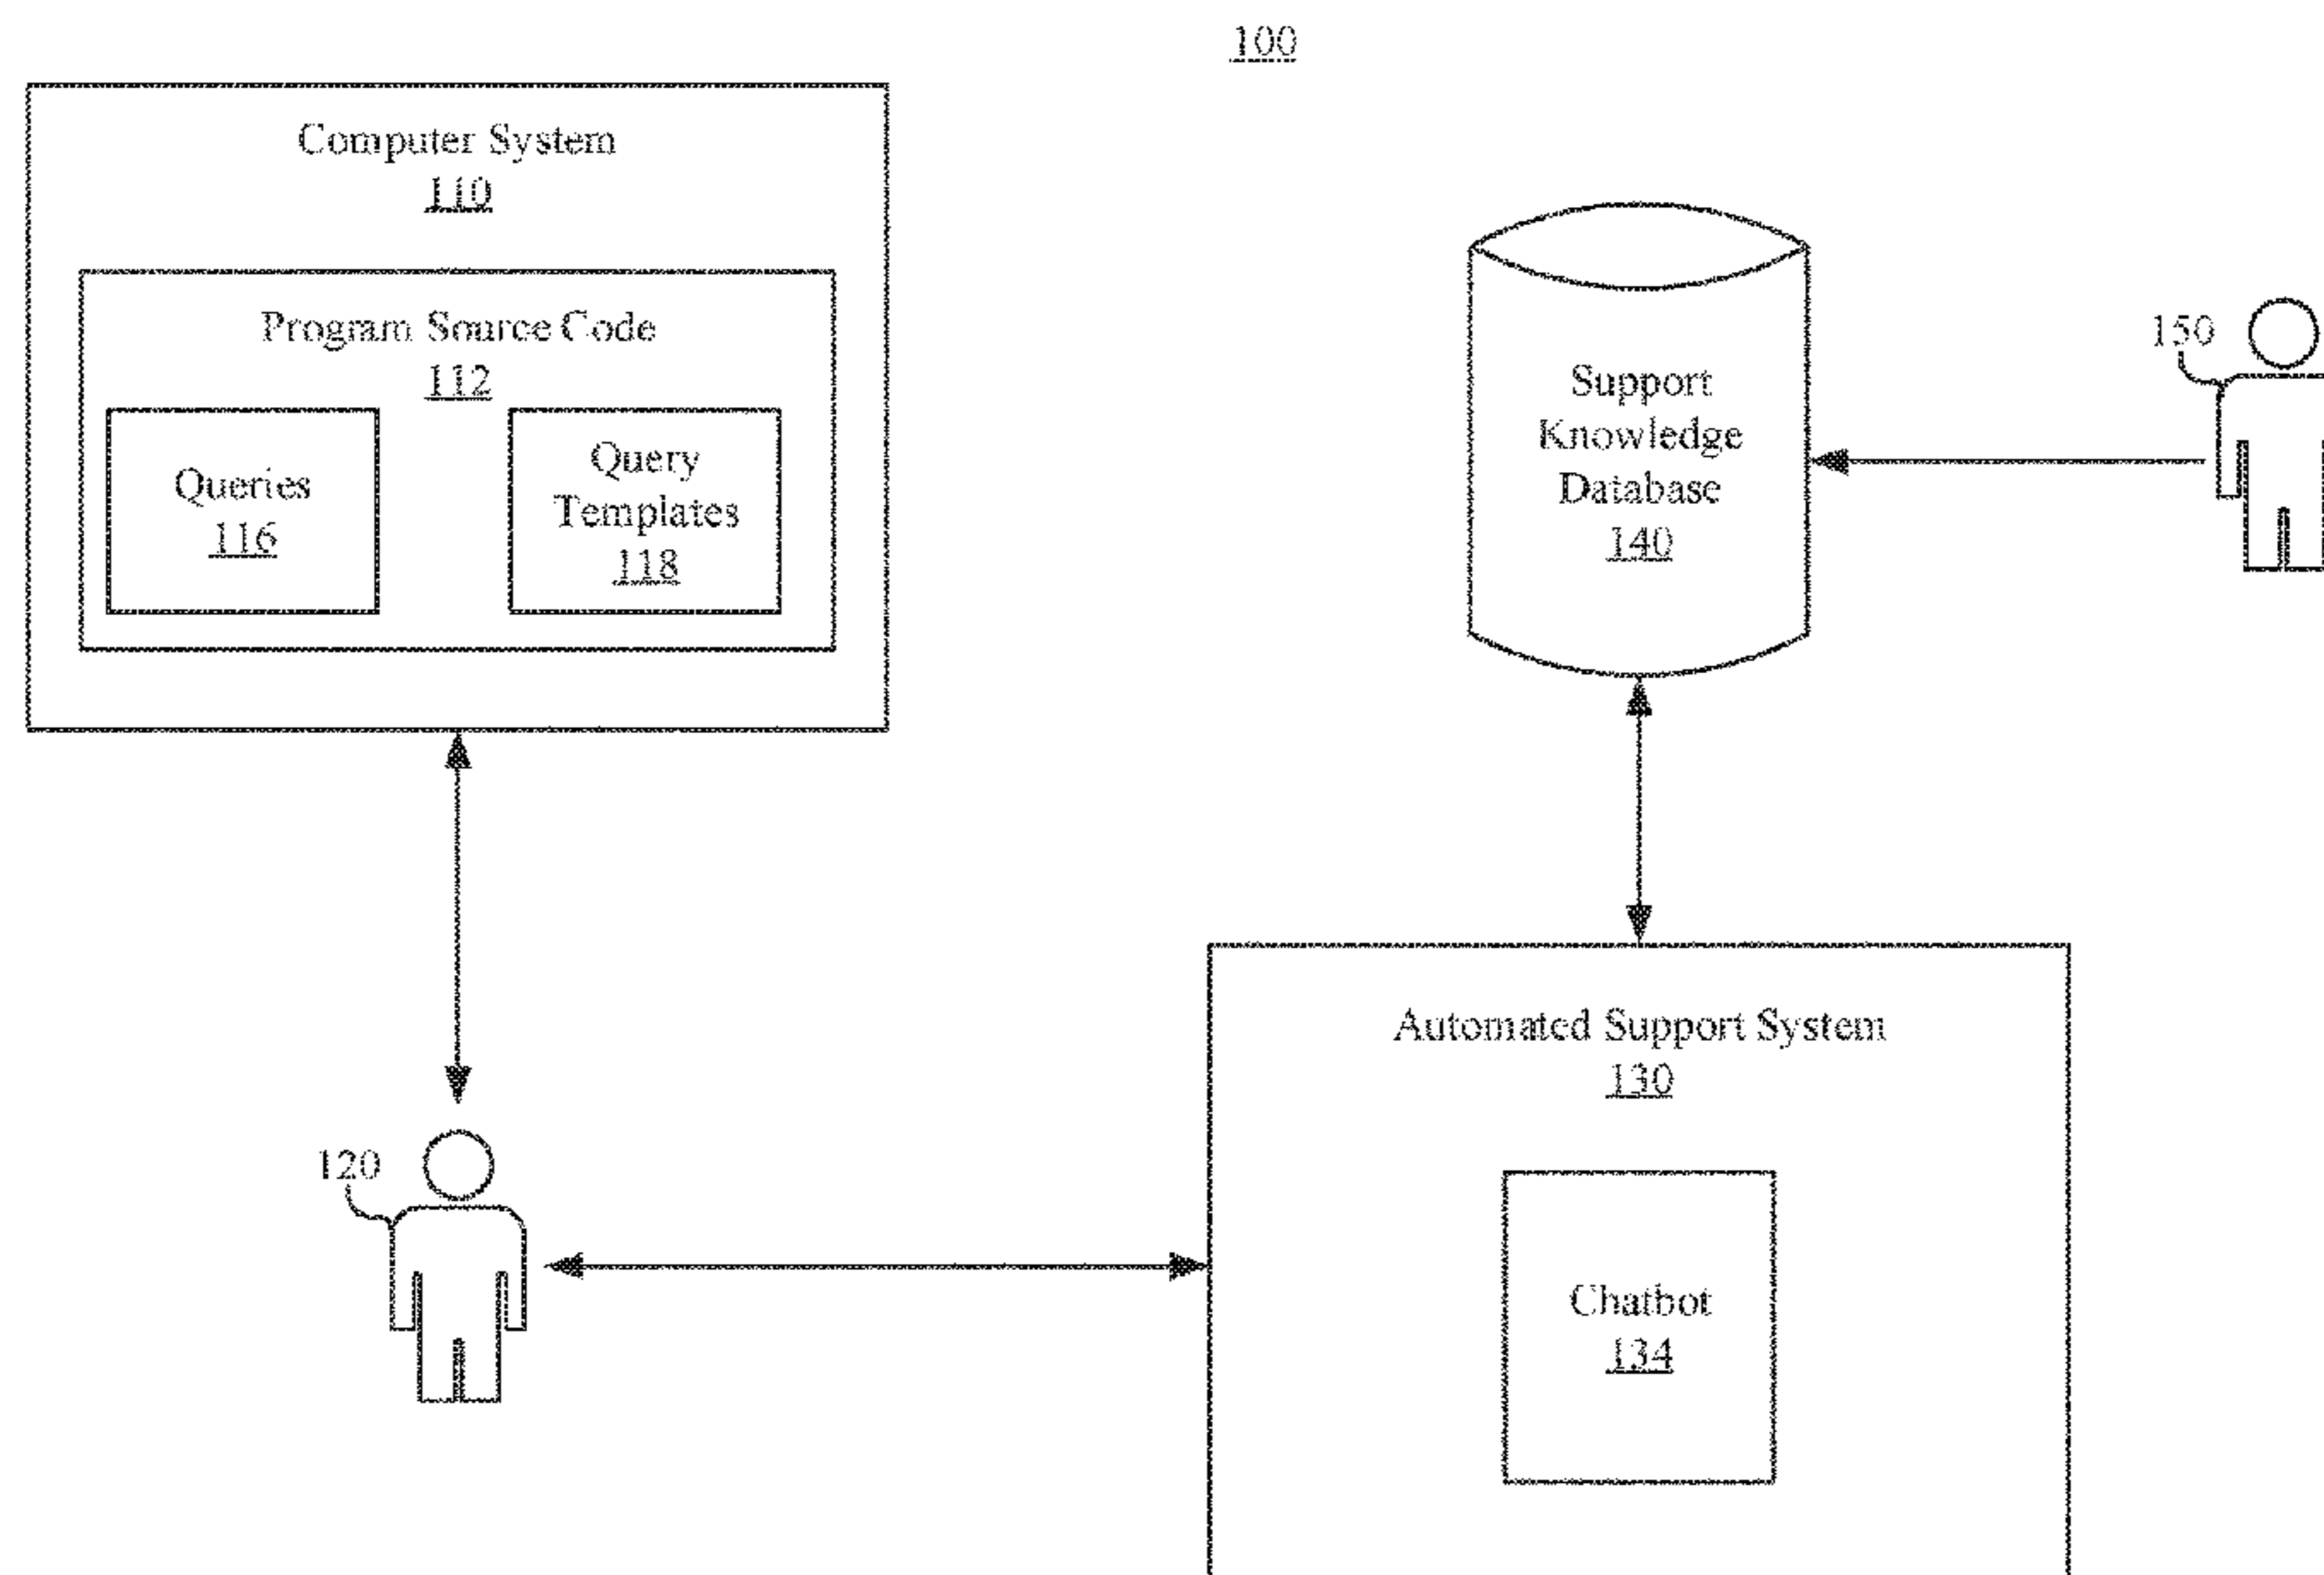 100
Computer System
110
Program Source Code
112
Queries
116
Query
Templates
118
Support
Knowledge
Database
140
150
Automated Support System
130
120
Chatbot
134